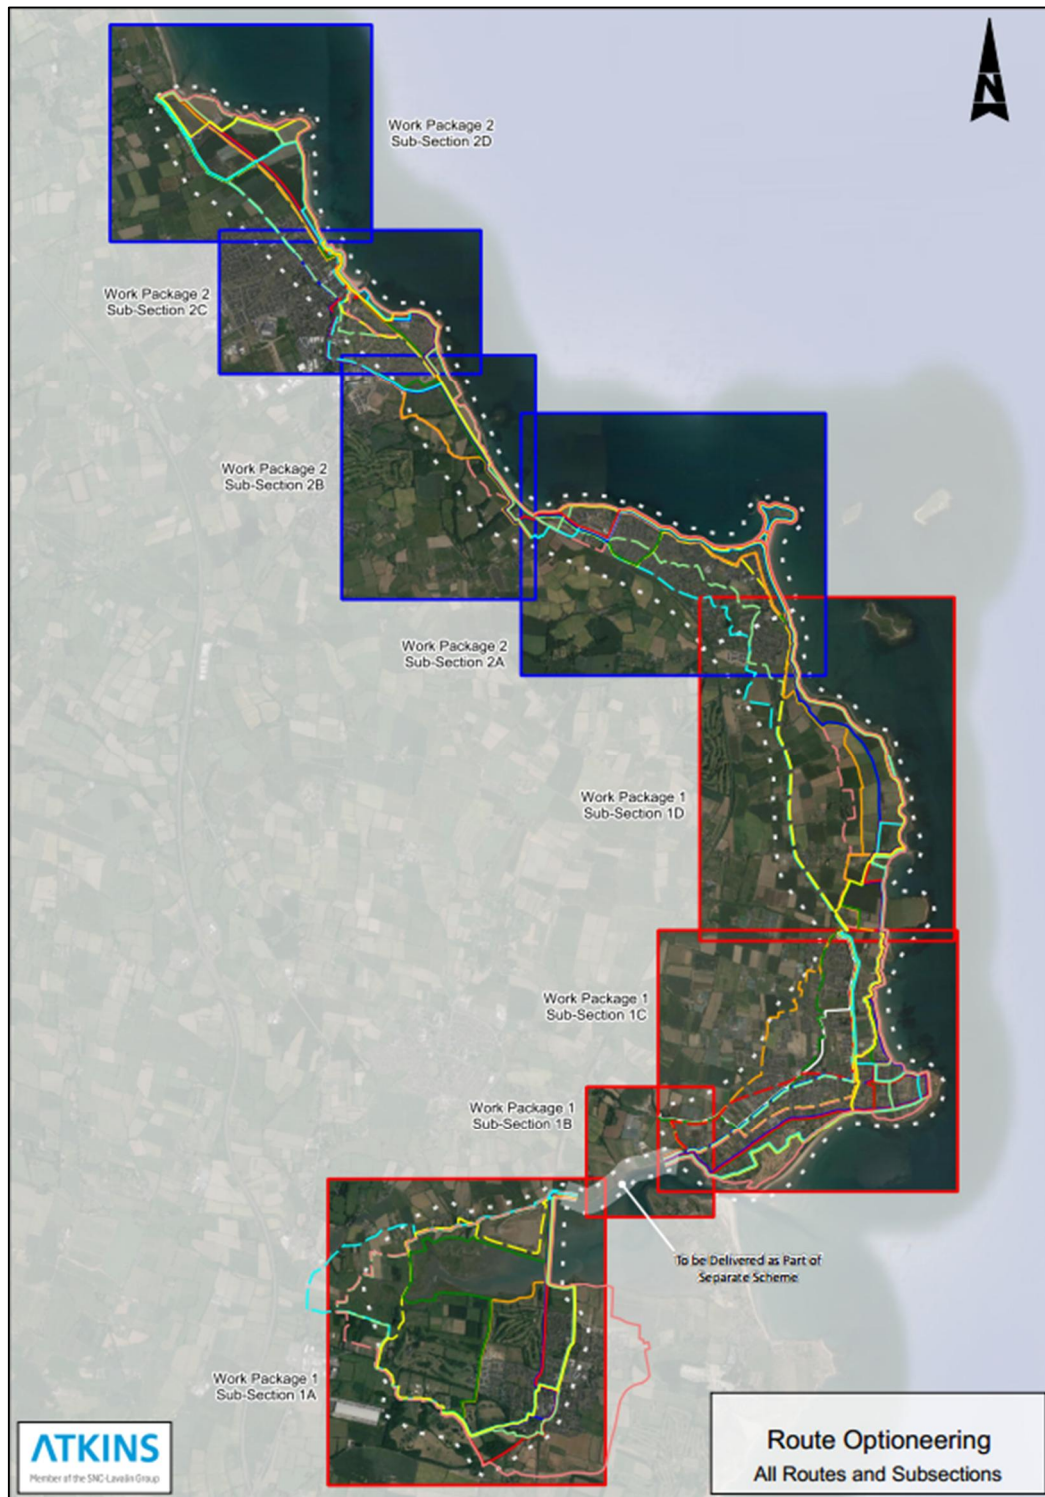 N
Work Package 2
Sub-Section 2D
Work Package 2
Sub-Section 2C
Work Package 2
Sub-Section 2B
Work Package 2
Sub-Section 2A
Work Package 1
Sub-Section 1D
Work Package 1
Sub-Section 1C
Work Package 1
Sub-Section 1B
To be Delivered as Part of
Separate Scheme
Work Package 1
Sub-Section 1A
ATKINS
Member of the SNC-Lavalin Group
Route Optioneering
All Routes and Subsections